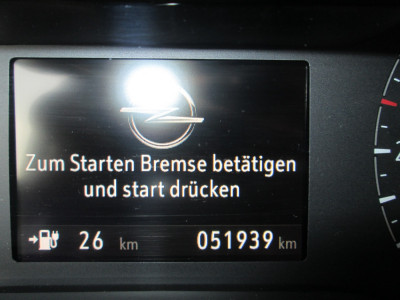 Zum Starten Bremse betätigen
und start drücken
26 km 051939 km